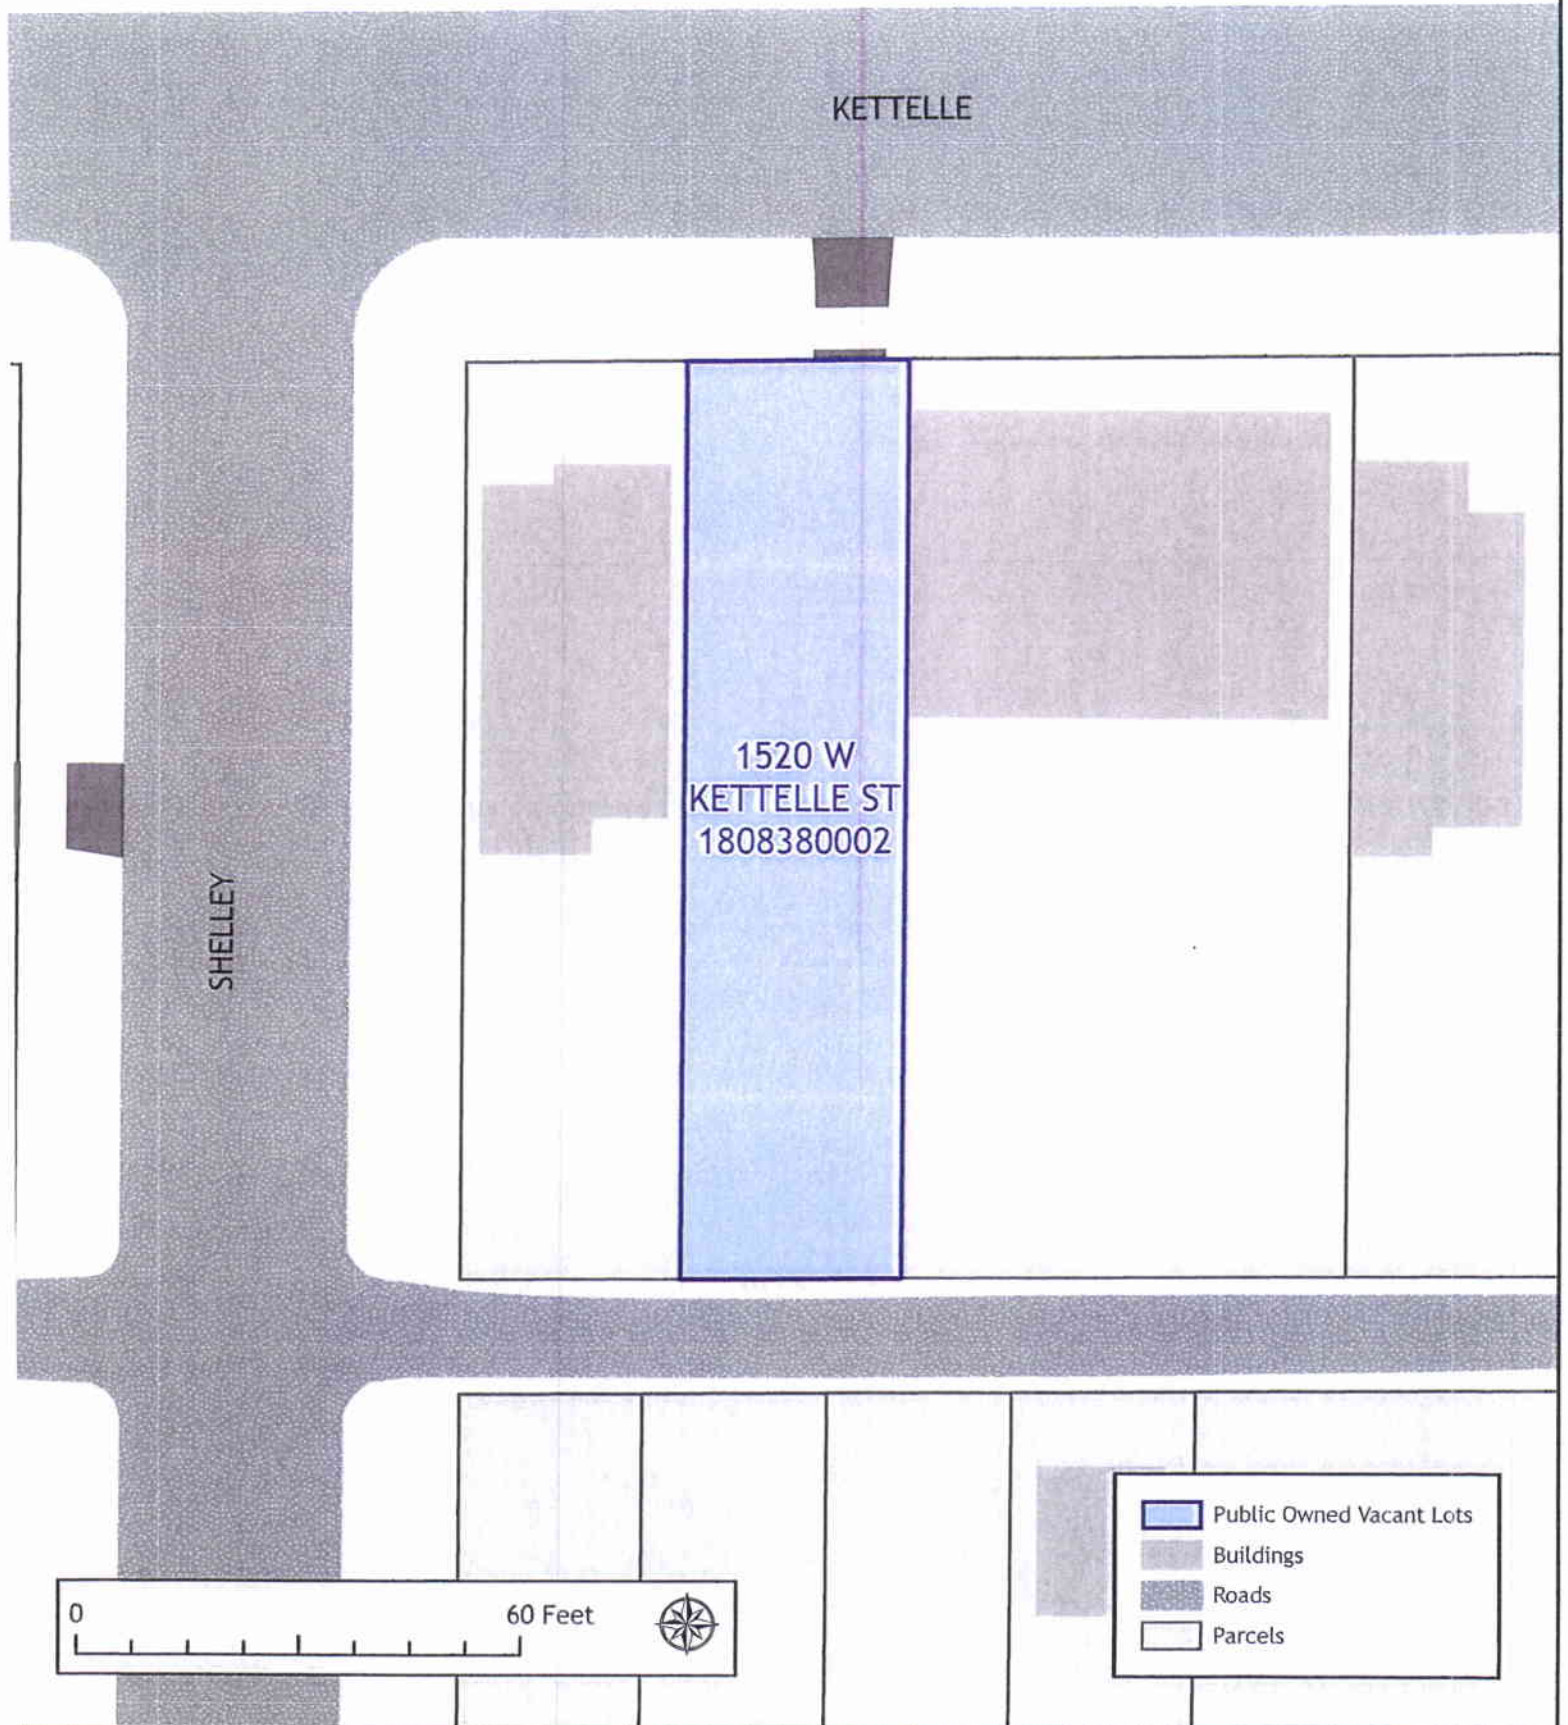 KETTELLE
1520 W
KETTELLE ST
1808380002
SHELLEY
Public Owned Vacant Lots
Buildings
Roads
Parcels
0
60 Feet